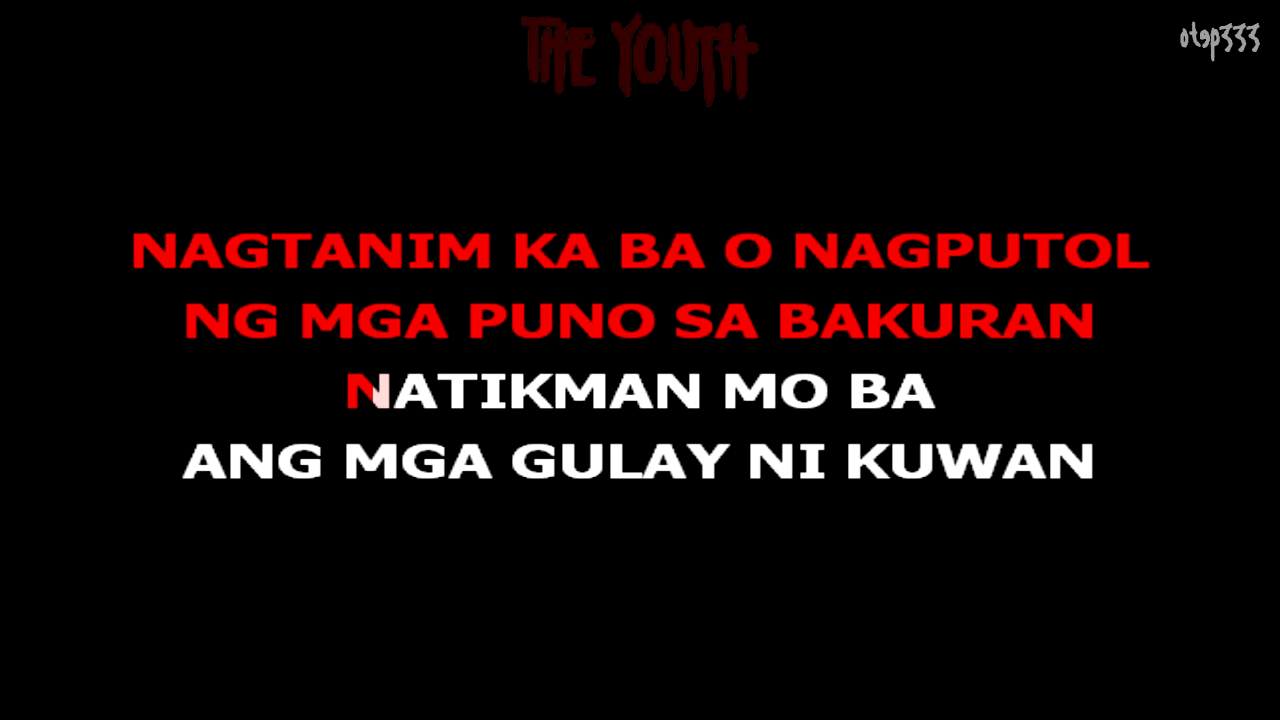 THE YOUTH
otep333
NAGTANIM KA BA O NAGPUTOL
NG MGA PUNO SA BAKURAN
NATIKMAN MO BA
ANG MGA GULAY NI KUWAN